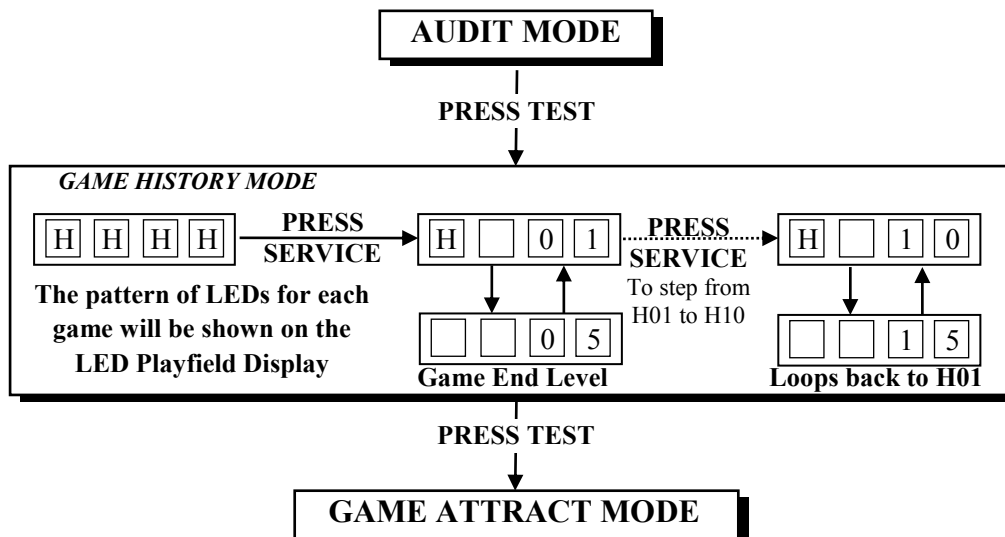 AUDIT MODE
PRESS TEST
GAME HISTORY MODE
H H H H
PRESS
SERVICE
H 0 1
PRESS
SERVICE
To step from
H01 to H10
H 1 0
The pattern of LEDs for each
game will be shown on the
LED Playfield Display
0 5
Game End Level
1 5
Loops back to H01
PRESS TEST
GAME ATTRACT MODE